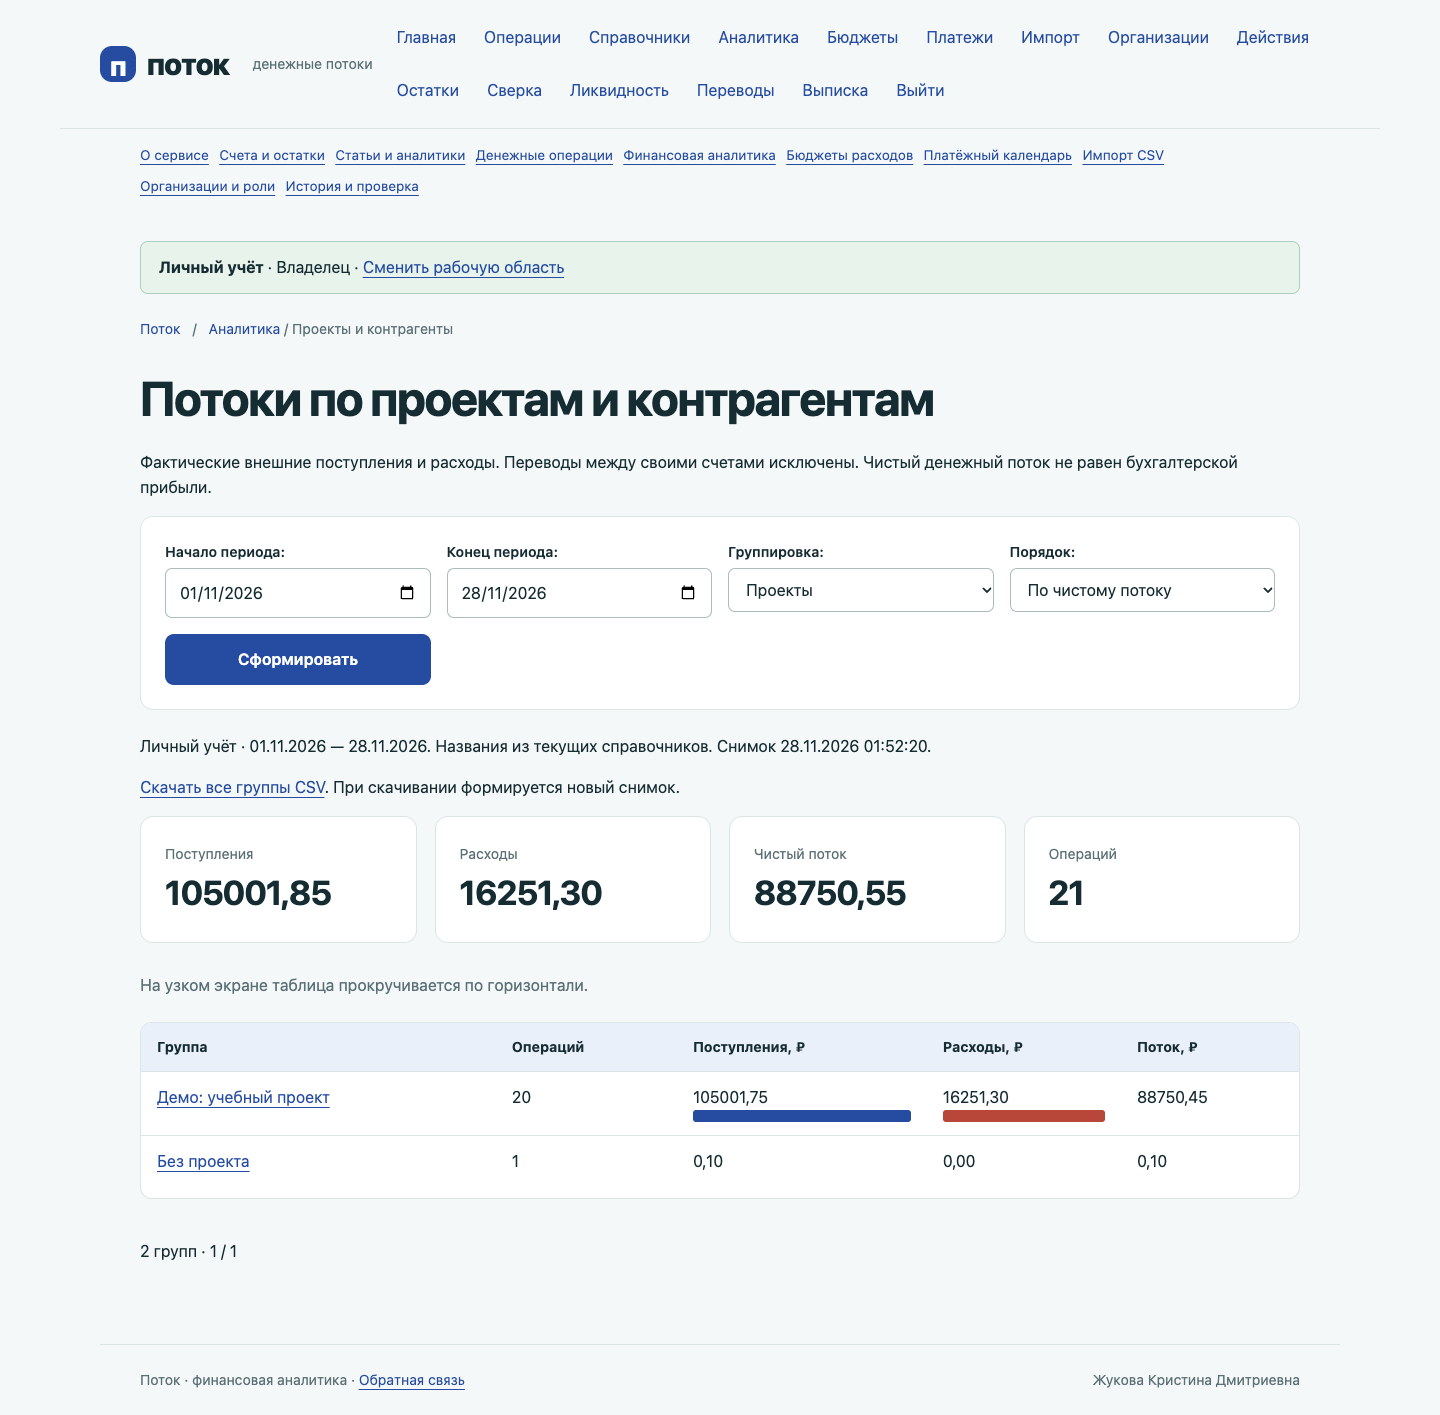 П поток денежные потоки
Главная Операции Справочники Аналитика Бюджеты Платежи Импорт Организации Действия
Остатки Сверка Ликвидность Переводы Выписка Выйти
О сервисе Счета и остатки Статьи и аналитики Денежные операции Финансовая аналитика Бюджеты расходов Платёжный календарь Импорт CSV
Организации и роли История и проверка
Личный учёт · Владелец · Сменить рабочую область
Поток / Аналитика / Проекты и контрагенты
Потоки по проектам и контрагентам
Фактические внешние поступления и расходы. Переводы между своими счетами исключены. Чистый денежный поток не равен бухгалтерской
прибыли.
Начало периода: Конец периода: Группировка: Порядок:
01/11/2026 28/11/2026 Проекты По чистому потоку
Сформировать
Личный учёт · 01.11.2026 — 28.11.2026. Названия из текущих справочников. Снимок 28.11.2026 01:52:20.
Скачать все группы CSV. При скачивании формируется новый снимок.
Поступления Расходы Чистый поток Операций
105001,85 16251,30 88750,55 21
На узком экране таблица прокручивается по горизонтали.
Группа Операций Поступления, ₽ Расходы, ₽ Поток, ₽
Демо: учебный проект 20 105001,75 16251,30 88750,45
Без проекта 1 0,10 0,00 0,10
2 групп · 1 / 1
Поток · финансовая аналитика · Обратная связь Жукова Кристина Дмитриевна